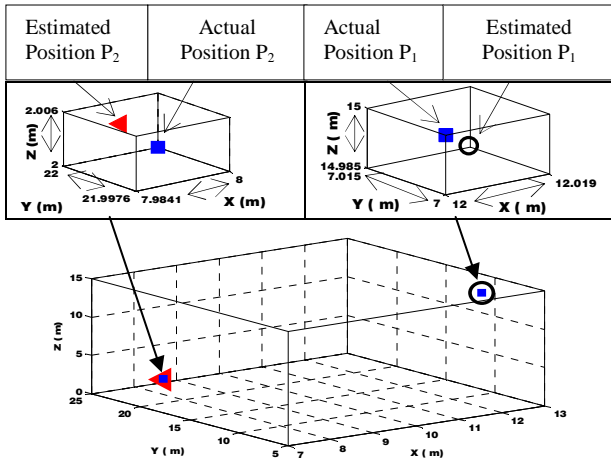 Estimated Position P₂
Actual Position P₂
Actual Position P₁
Estimated Position P₁
2.006
Z (m)
2
22
21.9976
7.9841
8
Y (m)
X (m)
15
Z ( m)
14.985
7.015
7
12
12.019
Y ( m)
X ( m)
15
10
5
0
Z ( m)
25
20
15
10
5
Y ( m)
7
8
9
10
11
12
13
X ( m)